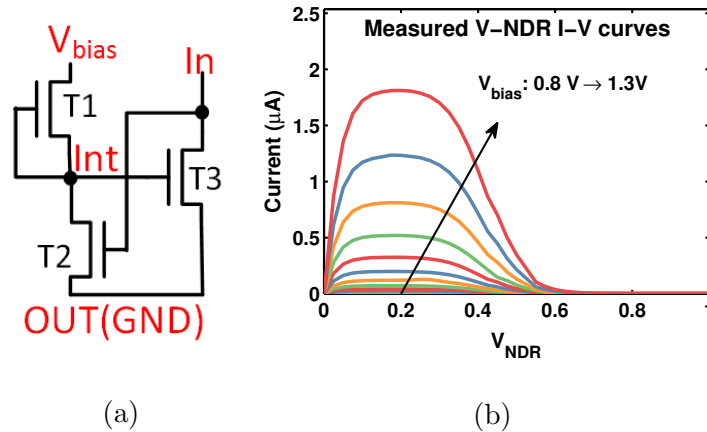 V_bias
In
T1
Int
T3
T2
OUT(GND)
(a)
Measured V−NDR I−V curves
V_bias: 0.8 V → 1.3V
Current (μA)
2.5
2
1.5
1
0.5
0
0 0.2 0.4 0.6 0.8 1
V_NDR
(b)